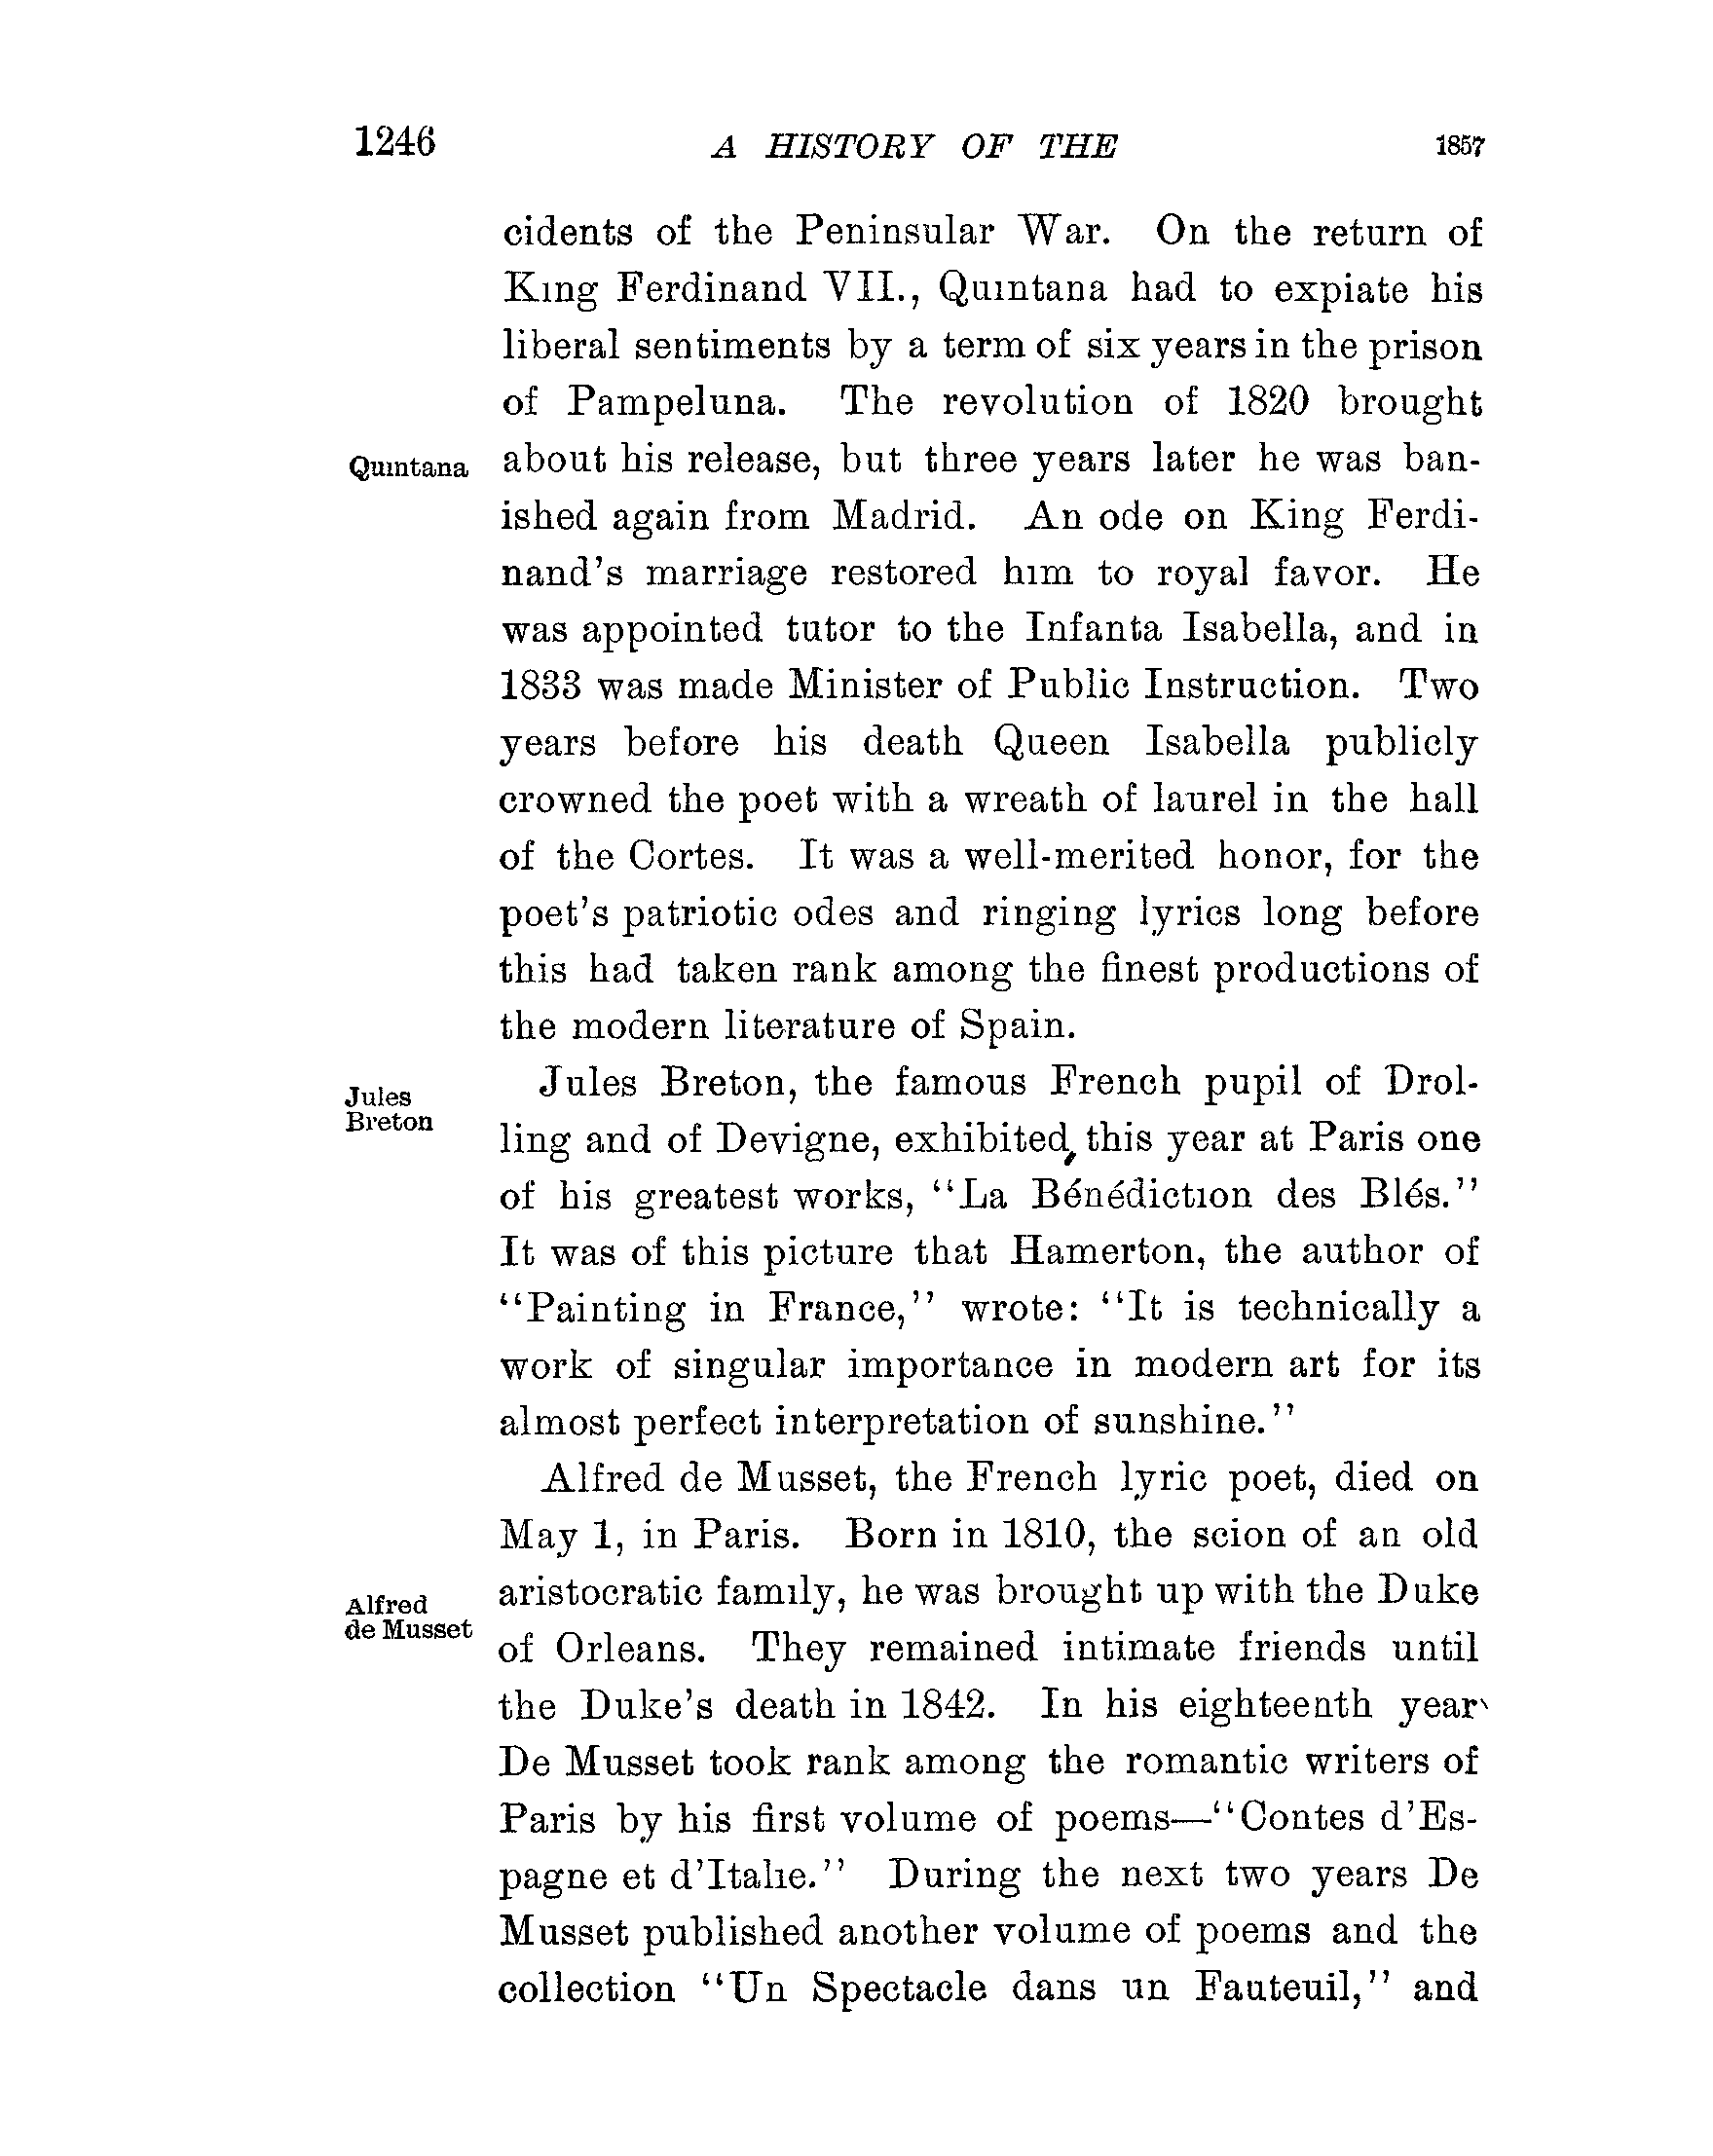 1246 A HISTORY OF THE 1857
cidents of the Peninsular War. On the return of
King Ferdinand VII., Quintana had to expiate his
liberal sentiments by a term of six years in the prison
of Pampeluna. The revolution of 1820 brought
Quintana
about his release, but three years later he was ban-
ished again from Madrid. An ode on King Ferdi-
nand's marriage restored him to royal favor. He
was appointed tutor to the Infanta Isabella, and in
1833 was made Minister of Public Instruction. Two
years before his death Queen Isabella publicly
crowned the poet with a wreath of laurel in the hall
of the Cortes. It was a well-merited honor, for the
poet's patriotic odes and ringing lyrics long before
this had taken rank among the finest productions of
the modern literature of Spain.
Jules
Breton
Jules Breton, the famous French pupil of Drol-
ling and of Devigne, exhibited, this year at Paris one
of his greatest works, "La Bénédiction des Blés."
It was of this picture that Hamerton, the author of
"Painting in France," wrote: "It is technically a
work of singular importance in modern art for its
almost perfect interpretation of sunshine."
Alfred de Musset, the French lyric poet, died on
May 1, in Paris. Born in 1810, the scion of an old
Alfred
de Musset
aristocratic family, he was brought up with the Duke
of Orleans. They remained intimate friends until
the Duke's death in 1842. In his eighteenth year
De Musset took rank among the romantic writers of
Paris by his first volume of poems—"Contes d'Es-
pagne et d'Italie." During the next two years De
Musset published another volume of poems and the
collection "Un Spectacle dans un Fauteuil," and